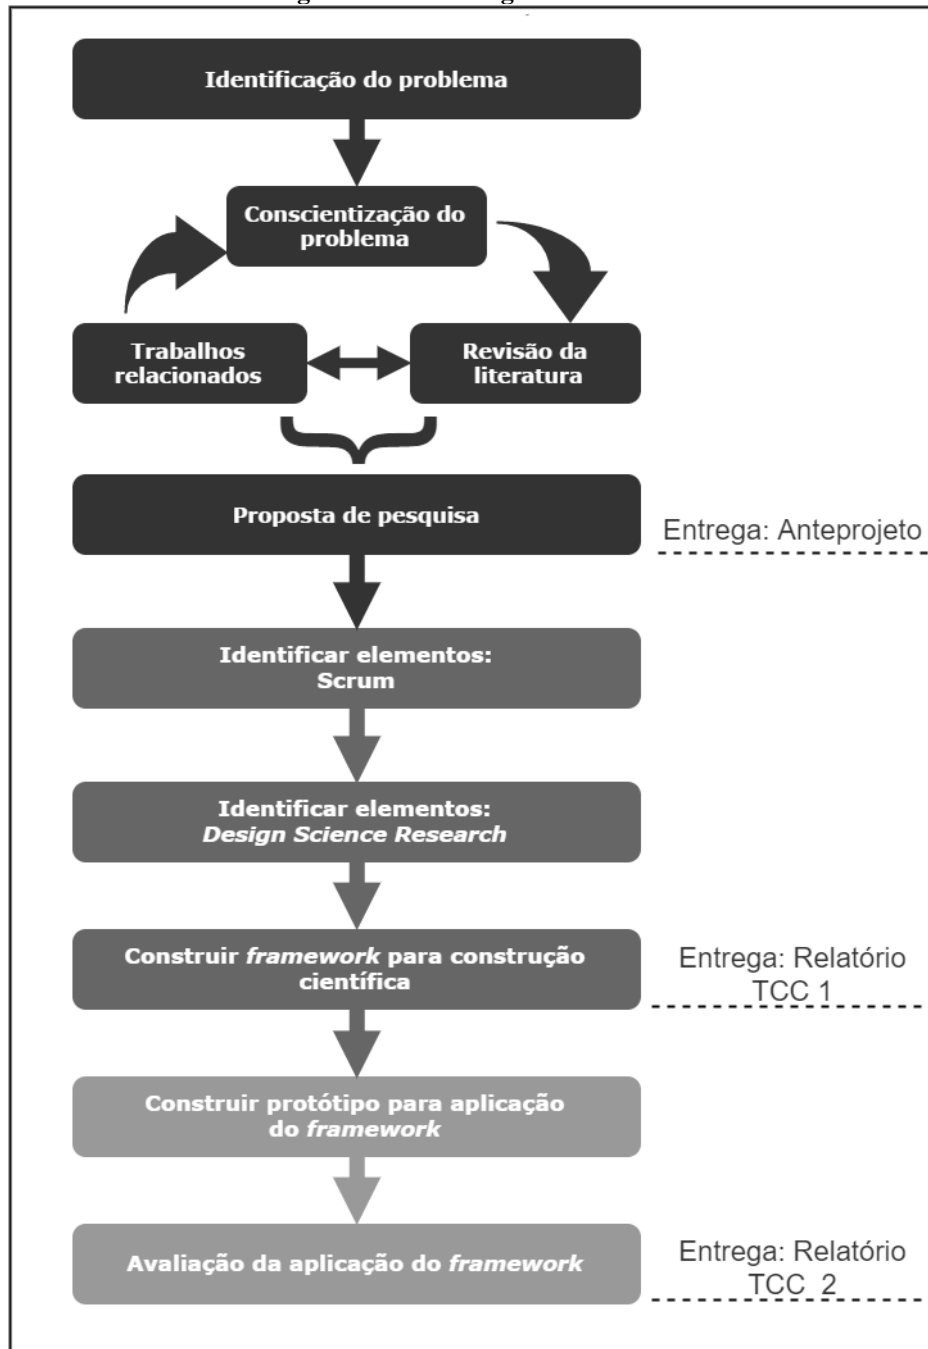 Identificação do problema
Conscientização do
problema
Trabalhos
relacionados
Revisão da
literatura
Proposta de pesquisa
Entrega: Anteprojeto
Identificar elementos:
Scrum
Identificar elementos:
Design Science Research
Construir framework para construção
científica
Entrega: Relatório
TCC 1
Construir protótipo para aplicação
do framework
Avaliação da aplicação do framework
Entrega: Relatório
TCC 2